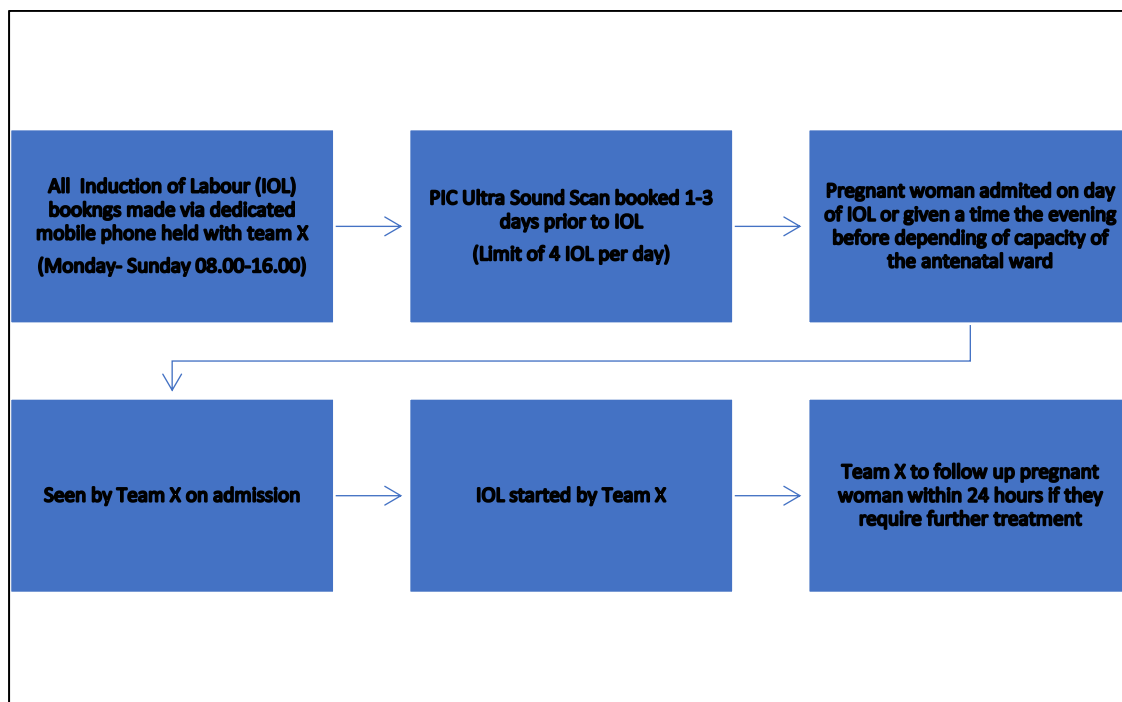 All Induction of Labour (IOL)
bookngs made via dedicated
mobile phone held with team X
(Monday- Sunday 08.00-16.00)
PIC Ultra Sound Scan booked 1-3
days prior to IOL
(Limit of 4 IOL per day)
Pregnant woman admited on day
of IOL or given a time the evening
before depending of capacity of
the antenatal ward
Seen by Team X on admission
IOL started by Team X
Team X to follow up pregnant
woman within 24 hours if they
require further treatment